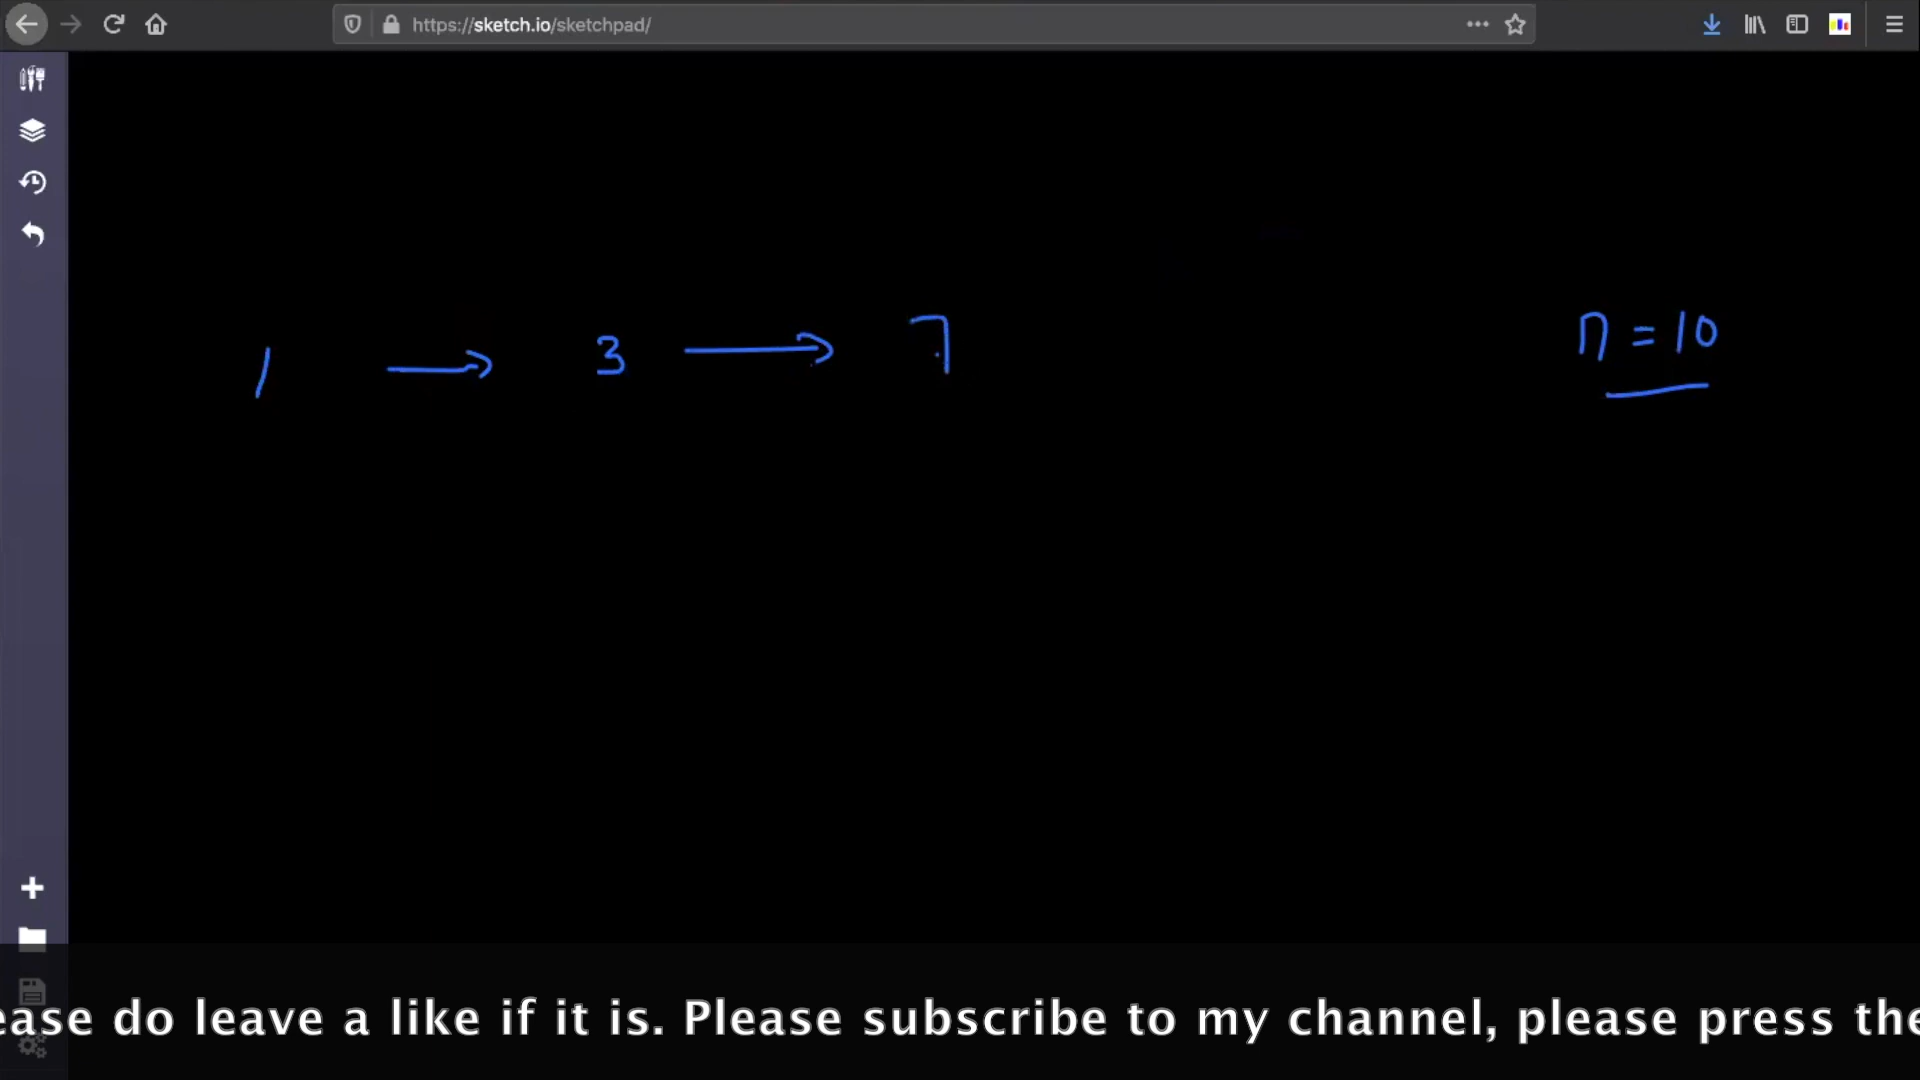 https://sketch.io/sketchpad/
1 → 3 → 7
n = 10
ease do leave a like if it is. Please subscribe to my channel, please press the